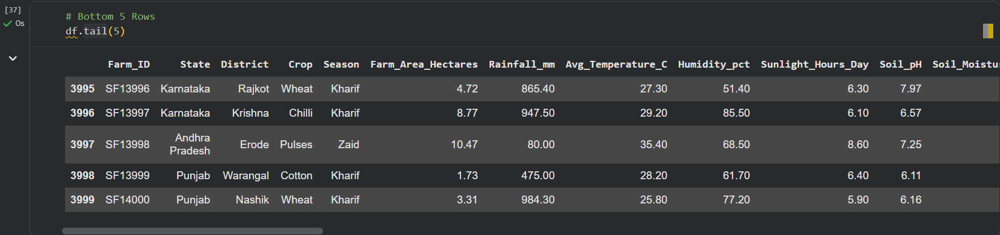 [37]
0s
# Bottom 5 Rows
df.tail(5)
Farm_ID State District Crop Season Farm_Area_Hectares Rainfall_mm Avg_Temperature_C Humidity_pct Sunlight_Hours_Day Soil_pH Soil_Moistu
3995 SF13996 Karnataka Rajkot Wheat Kharif 4.72 865.40 27.30 51.40 6.30 7.97
3996 SF13997 Karnataka Krishna Chilli Kharif 8.77 947.50 29.20 85.50 6.10 6.57
3997 SF13998 Andhra Pradesh Erode Pulses Zaid 10.47 80.00 35.40 68.50 8.60 7.25
3998 SF13999 Punjab Warangal Cotton Kharif 1.73 475.00 28.20 61.70 6.40 6.11
3999 SF14000 Punjab Nashik Wheat Kharif 3.31 984.30 25.80 77.20 5.90 6.16